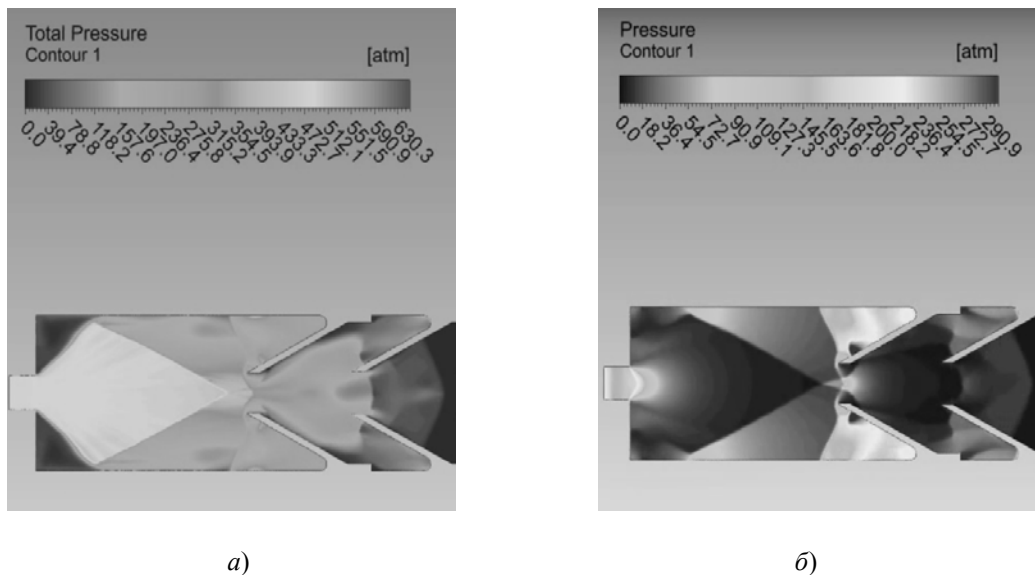 Total Pressure
Contour 1 [atm]
0.0 39.4 78.8 118.2 157.6 197.0 236.4 275.8 315.2 354.5 393.9 433.3 472.7 512.1 551.5 590.9 630.3
Pressure
Contour 1 [atm]
0.0 18.2 36.4 54.5 72.7 90.9 109.1 127.3 145.5 163.6 181.8 200.0 218.2 236.4 254.5 272.7 290.9
а) б)